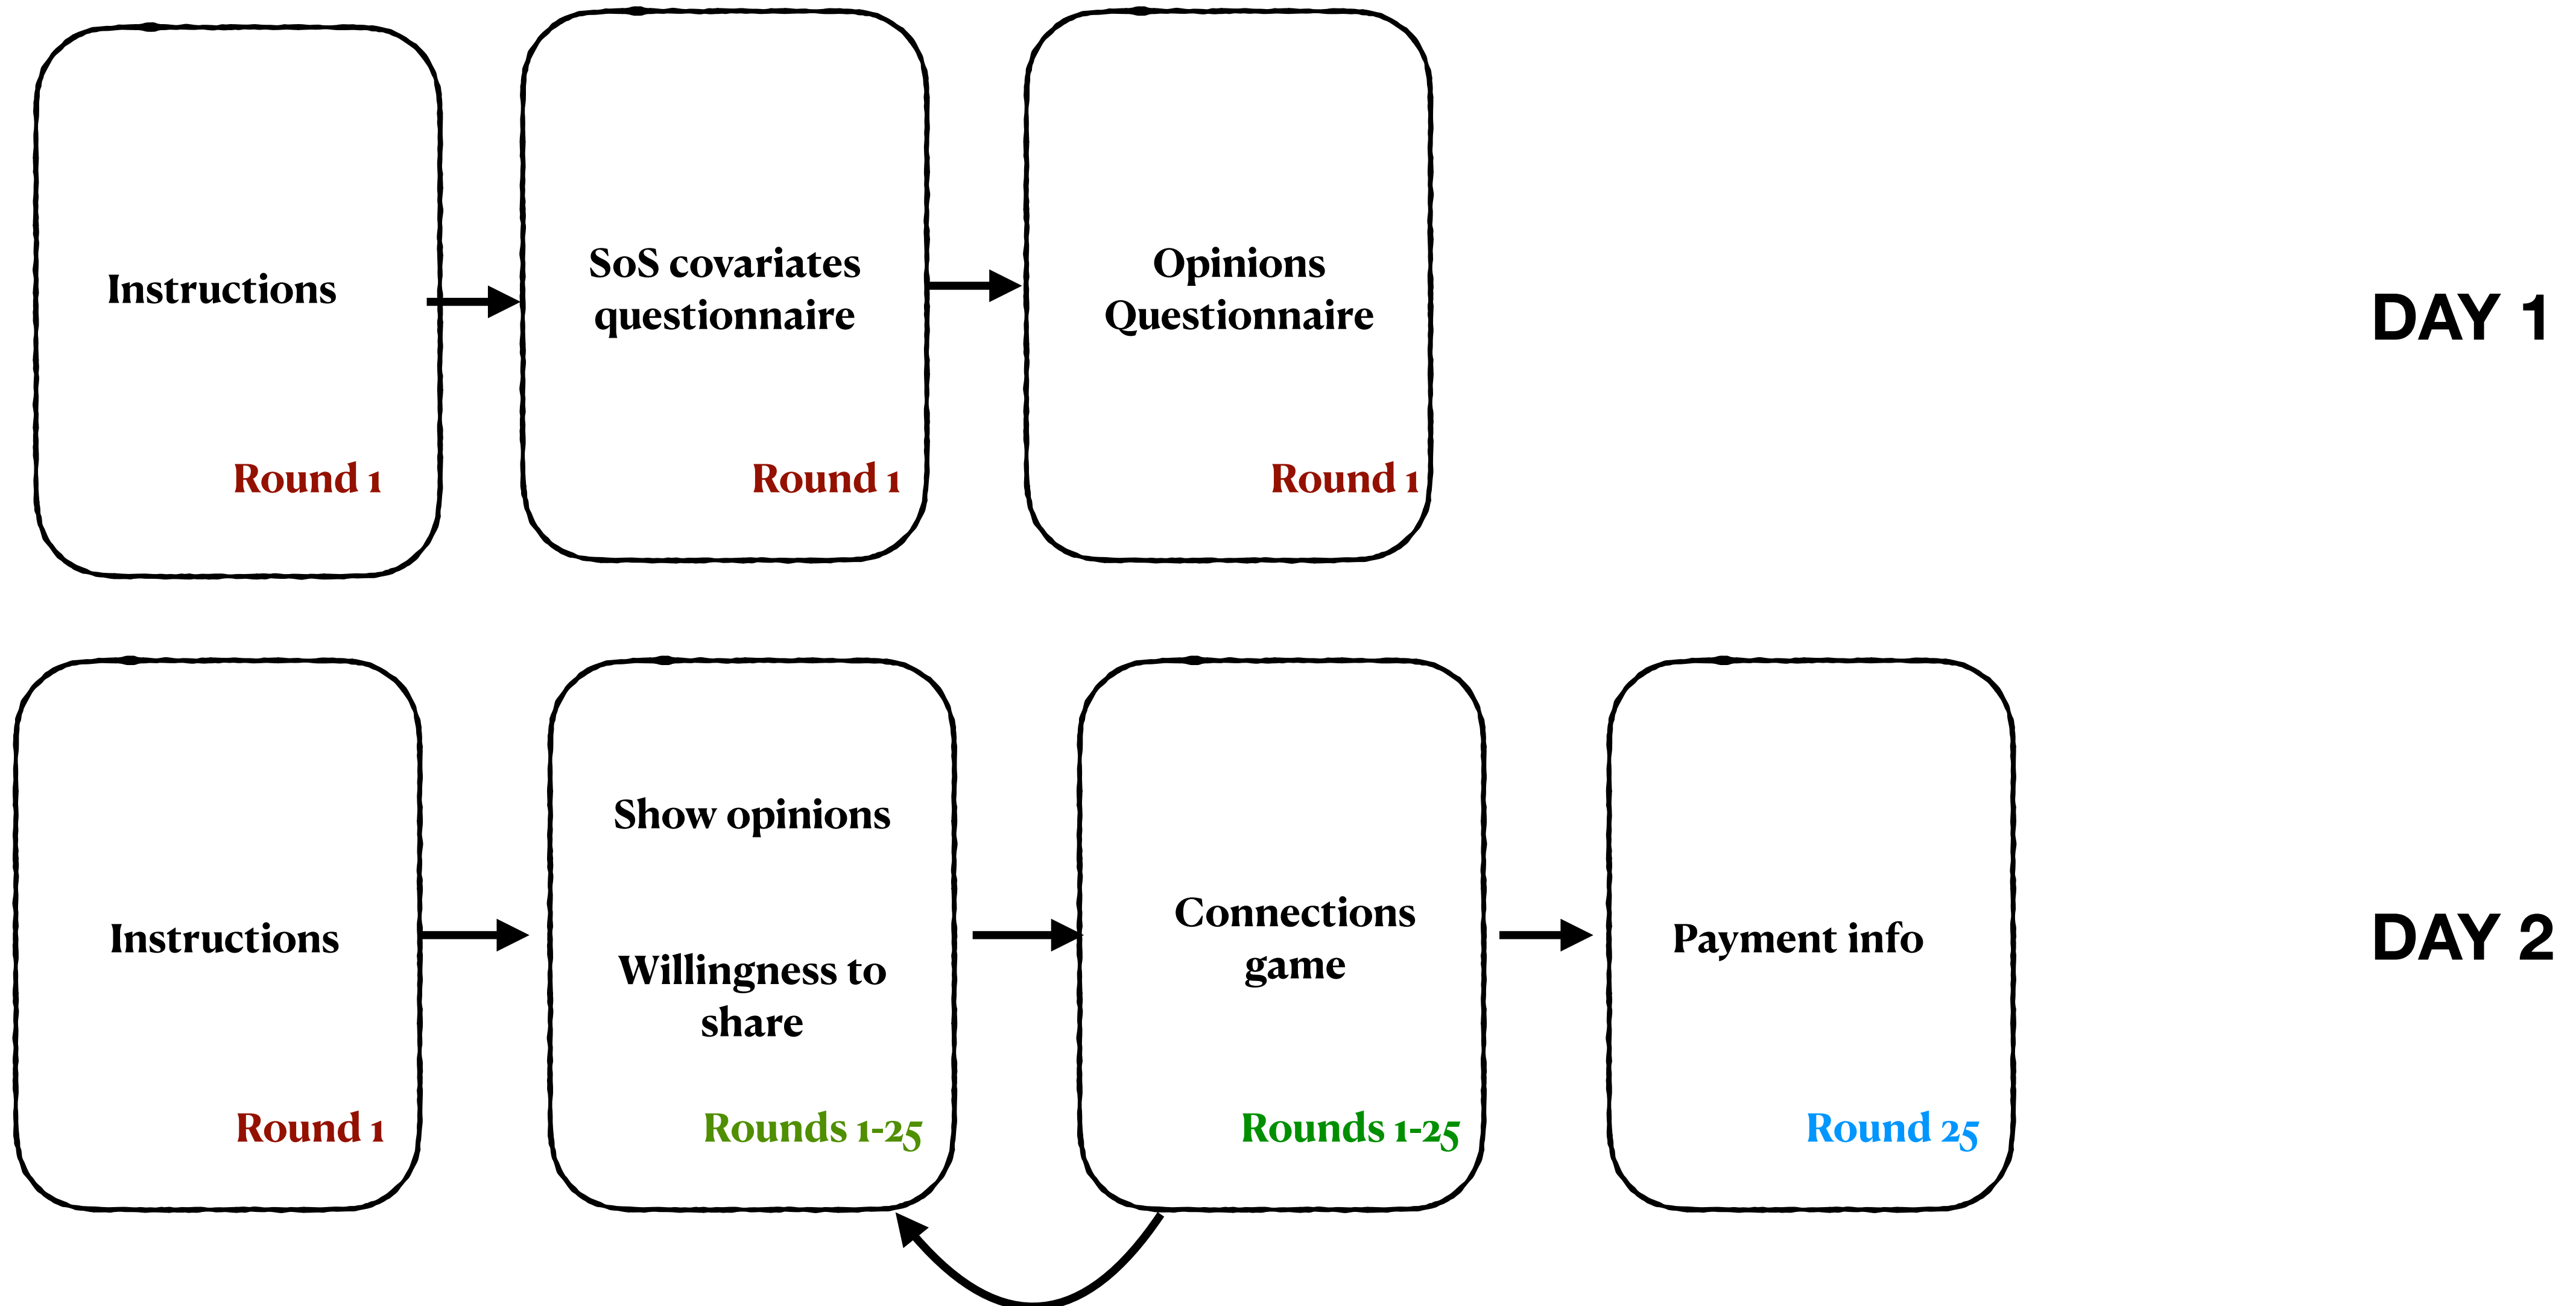 Instructions
Round 1
SoS covariates
questionnaire
Round 1
Opinions
Questionnaire
Round 1
DAY 1
Instructions
Round 1
Show opinions
Willingness to
share
Rounds 1-25
Connections
game
Rounds 1-25
Payment info
Round 25
DAY 2